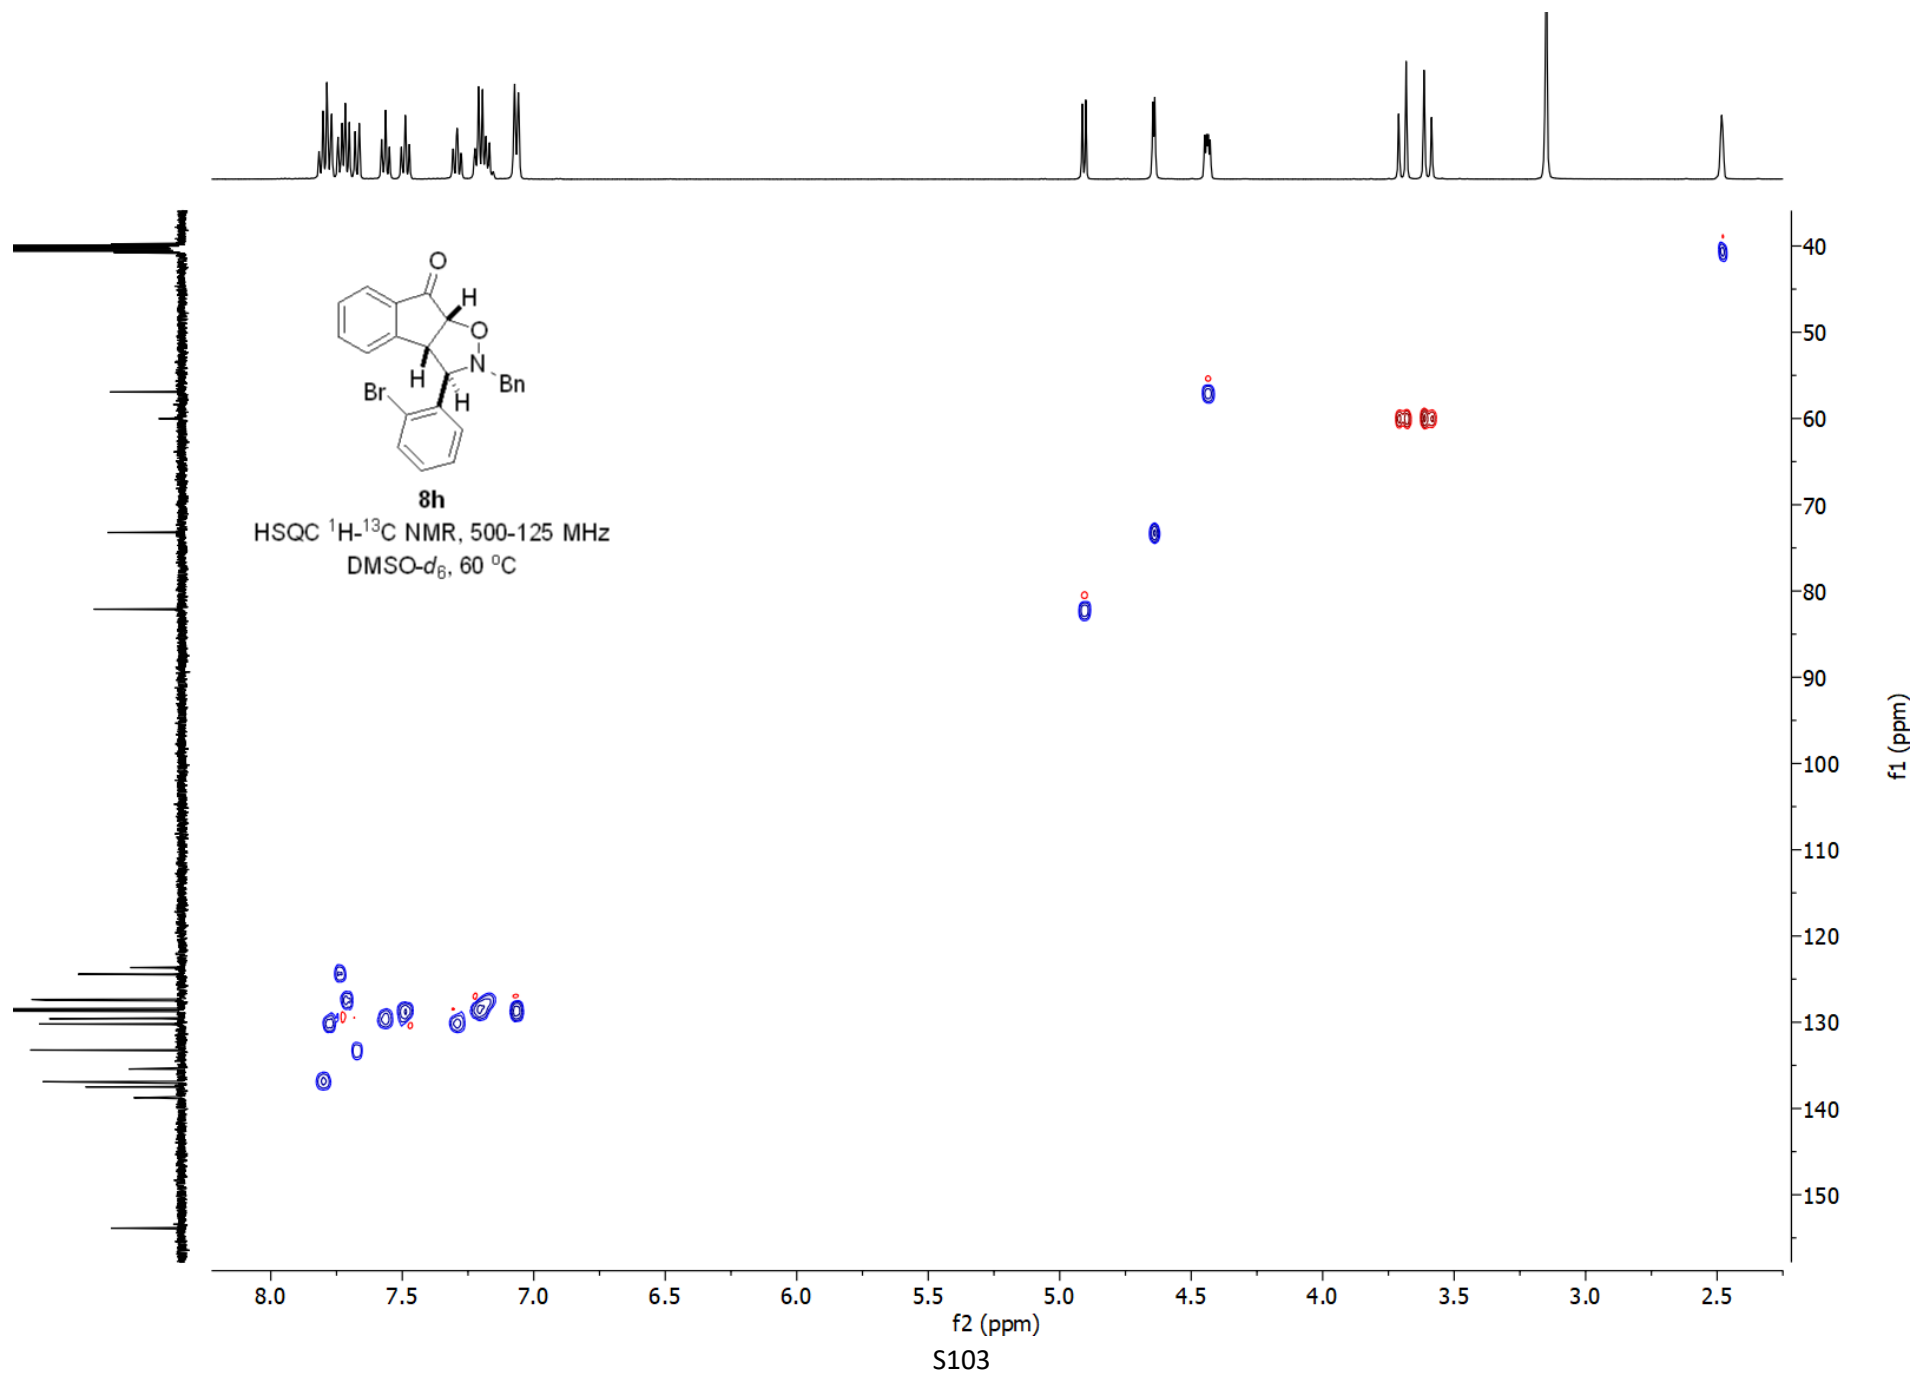 O
H
O
N
H
Bn
Br
H
8h
HSQC ¹H-¹³C NMR, 500-125 MHz
DMSO-d₆, 60 ⁰C
40
50
60
70
80
90
100
110
120
130
140
150
f1 (ppm)
8.0 7.5 7.0 6.5 6.0 5.5 5.0 4.5 4.0 3.5 3.0 2.5
f2 (ppm)
S103